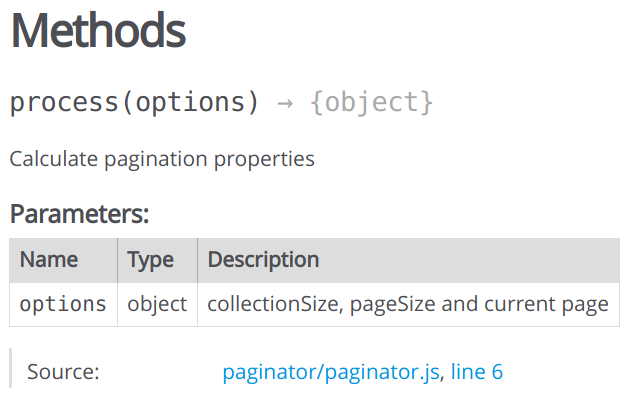 Methods
process(options) → {object}
Calculate pagination properties
Parameters:
Name Type Description
options object collectionSize, pageSize and current page
Source: paginator/paginator.js, line 6